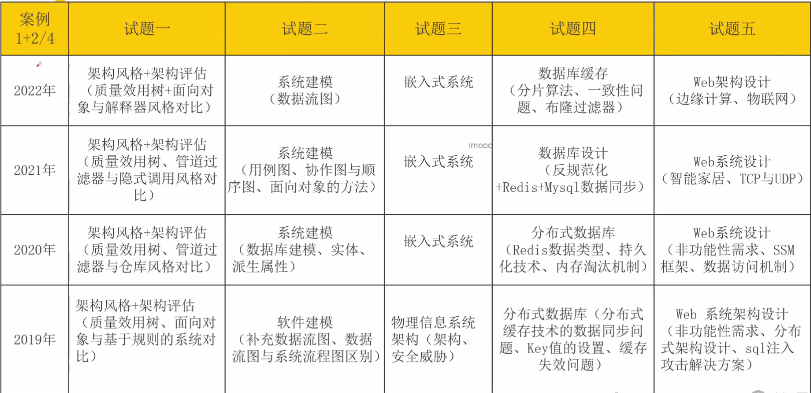 案例
1+2/4
试题一
试题二
试题三
试题四
试题五
2022年
架构风格+架构评估
（质量效用树+面向对
象与解释器风格对比）
系统建模
（数据流图）
嵌入式系统
数据库缓存
（分片算法、一致性问
题、布隆过滤器）
Web架构设计
（边缘计算、物联网）
imooc
2021年
架构风格+架构评估
（质量效用树、管道过
滤器与隐式调用风格对
比）
系统建模
（用例图、协作图与顺
序图、面向对象的方法）
嵌入式系统
数据库设计
（反规范化
+Redis+Mysql数据同步）
Web系统设计
（智能家居、TCP与UDP）
2020年
架构风格+架构评估
（质量效用树、管道过
滤器与仓库风格对比）
系统建模
（数据库建模、实体、
派生属性）
嵌入式系统
分布式数据库
（Redis数据类型、持久
化技术、内存淘汰机制）
Web系统设计
（非功能性需求、SSM
框架、数据访问机制）
2019年
架构风格+架构评估
（质量效用树、面向对
象与基于规则的系统对
比）
软件建模
（补充数据流图、数据
流图与系统流程图区别）
物理信息系统
架构（架构、
安全威胁）
分布式数据库（分布式
缓存技术的数据同步问
题、Key值的设置、缓存
失效问题）
Web 系统架构设计
（非功能性需求、分布
式架构设计、sql注入
攻击解决方案）